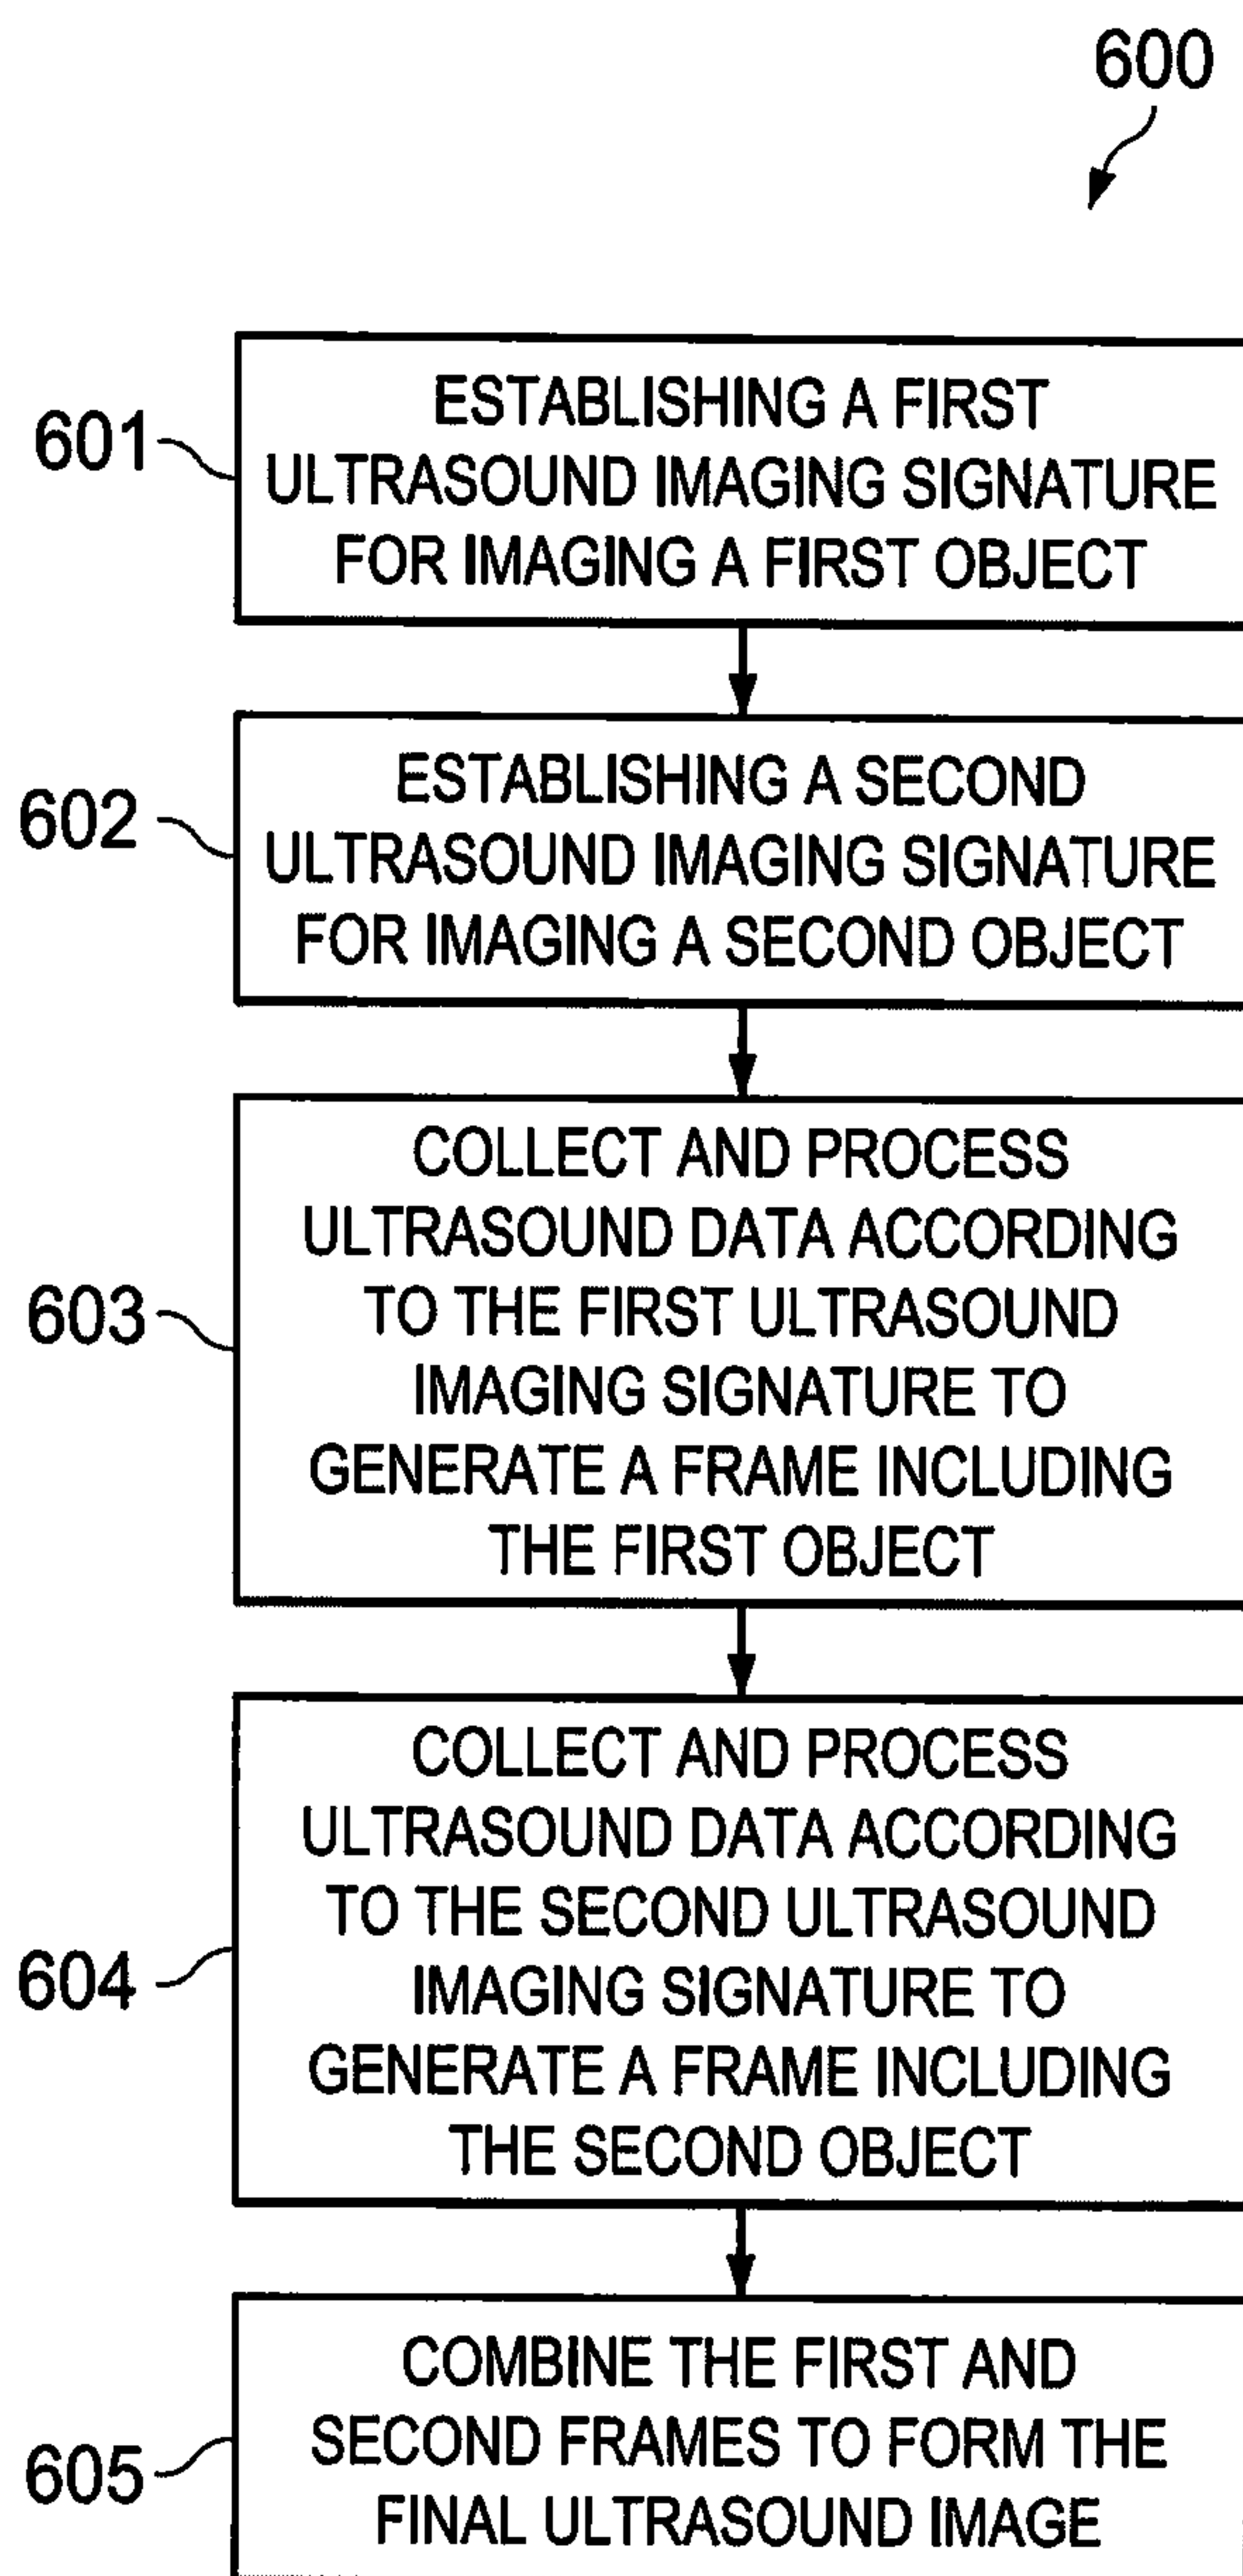 600
601
ESTABLISHING A FIRST
ULTRASOUND IMAGING SIGNATURE
FOR IMAGING A FIRST OBJECT
602
ESTABLISHING A SECOND
ULTRASOUND IMAGING SIGNATURE
FOR IMAGING A SECOND OBJECT
603
COLLECT AND PROCESS
ULTRASOUND DATA ACCORDING
TO THE FIRST ULTRASOUND
IMAGING SIGNATURE TO
GENERATE A FRAME INCLUDING
THE FIRST OBJECT
604
COLLECT AND PROCESS
ULTRASOUND DATA ACCORDING
TO THE SECOND ULTRASOUND
IMAGING SIGNATURE TO
GENERATE A FRAME INCLUDING
THE SECOND OBJECT
605
COMBINE THE FIRST AND
SECOND FRAMES TO FORM THE
FINAL ULTRASOUND IMAGE